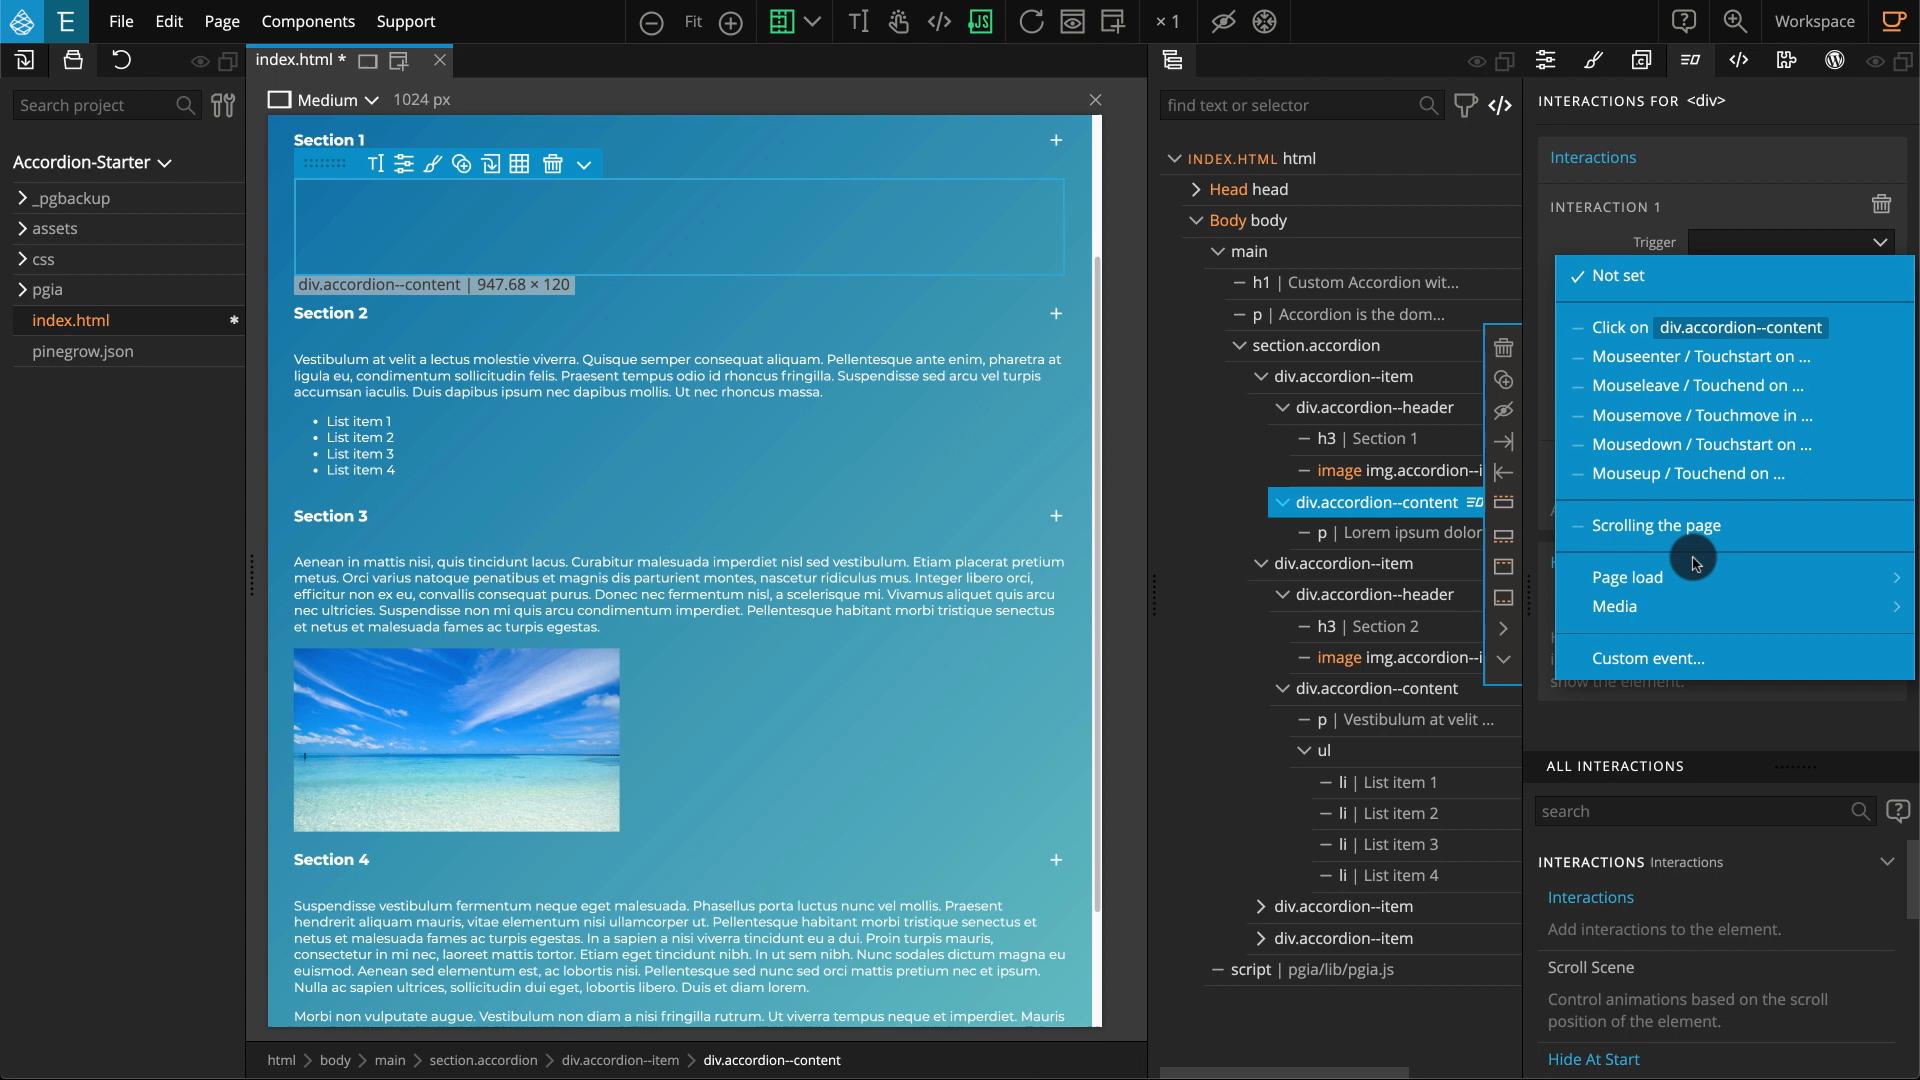 E File Edit Page Components Support Fit JS × 1 Workspace
index.html *
Search project
find text or selector
INTERACTIONS FOR <div>
Medium 1024 px
Accordion-Starter
_pgbackup
assets
css
pgia
index.html *
pinegrow.json
Section 1
div.accordion--content | 947.68 × 120
Section 2
Vestibulum at velit a lectus molestie viverra. Quisque semper consequat aliquam. Pellentesque ante enim, pharetra at
ligula eu, condimentum sollicitudin felis. Praesent tempus odio id rhoncus fringilla. Suspendisse sed arcu vel turpis
accumsan iaculis. Duis dapibus ipsum nec dapibus mollis. Ut nec rhoncus massa.
• List item 1
• List item 2
• List item 3
• List item 4
Section 3
Aenean in mattis nisi, quis tincidunt lacus. Curabitur malesuada imperdiet nisl sed vestibulum. Etiam placerat pretium
metus. Orci varius natoque penatibus et magnis dis parturient montes, nascetur ridiculus mus. Integer libero orci,
efficitur non ex eu, convallis consequat purus. Donec nec fermentum nisl, a scelerisque mi. Vivamus aliquet quis arcu
nec ultricies. Suspendisse non mi quis arcu condimentum imperdiet. Pellentesque habitant morbi tristique senectus
et netus et malesuada fames ac turpis egestas.
Section 4
Suspendisse vestibulum fermentum neque eget malesuada. Phasellus porta luctus nunc vel mollis. Praesent
hendrerit aliquam mauris, vitae elementum nisi ullamcorper ut. Pellentesque habitant morbi tristique senectus et
netus et malesuada fames ac turpis egestas. In a sapien a nisi viverra tincidunt eu a dui. Proin turpis mauris,
consectetur in mi nec, laoreet mattis tortor. Etiam eget tincidunt nibh. In ut sem nibh. Nunc sodales dictum magna eu
euismod. Aenean sed elementum est, ac lobortis nisi. Pellentesque sed nunc sed orci mattis pretium nec et ipsum.
Nulla ac sapien ultrices, sollicitudin dui eget, lobortis libero. Duis et diam lorem.
Morbi non vulputate augue. Vestibulum non diam a nisi fringilla rutrum. Ut viverra tempus neque et imperdiet. Mauris
html > body > main > section.accordion > div.accordion--item > div.accordion--content
INDEX.HTML html
Head head
Body body
main
h1 | Custom Accordion wit...
p | Accordion is the dom...
section.accordion
div.accordion--item
div.accordion--header
h3 | Section 1
image img.accordion--i
div.accordion--content
p | Lorem ipsum dolor
div.accordion--item
div.accordion--header
h3 | Section 2
image img.accordion--i
div.accordion--content
p | Vestibulum at velit ...
ul
li | List item 1
li | List item 2
li | List item 3
li | List item 4
div.accordion--item
div.accordion--item
script | pgia/lib/pgia.js
Interactions
INTERACTION 1
Trigger
Not set
Click on div.accordion--content
Mouseenter / Touchstart on ...
Mouseleave / Touchend on ...
Mousemove / Touchmove in ...
Mousedown / Touchstart on ...
Mouseup / Touchend on ...
Scrolling the page
Page load
Media
Custom event...
show the element.
ALL INTERACTIONS
search
INTERACTIONS Interactions
Interactions
Add interactions to the element.
Scroll Scene
Control animations based on the scroll
position of the element.
Hide At Start